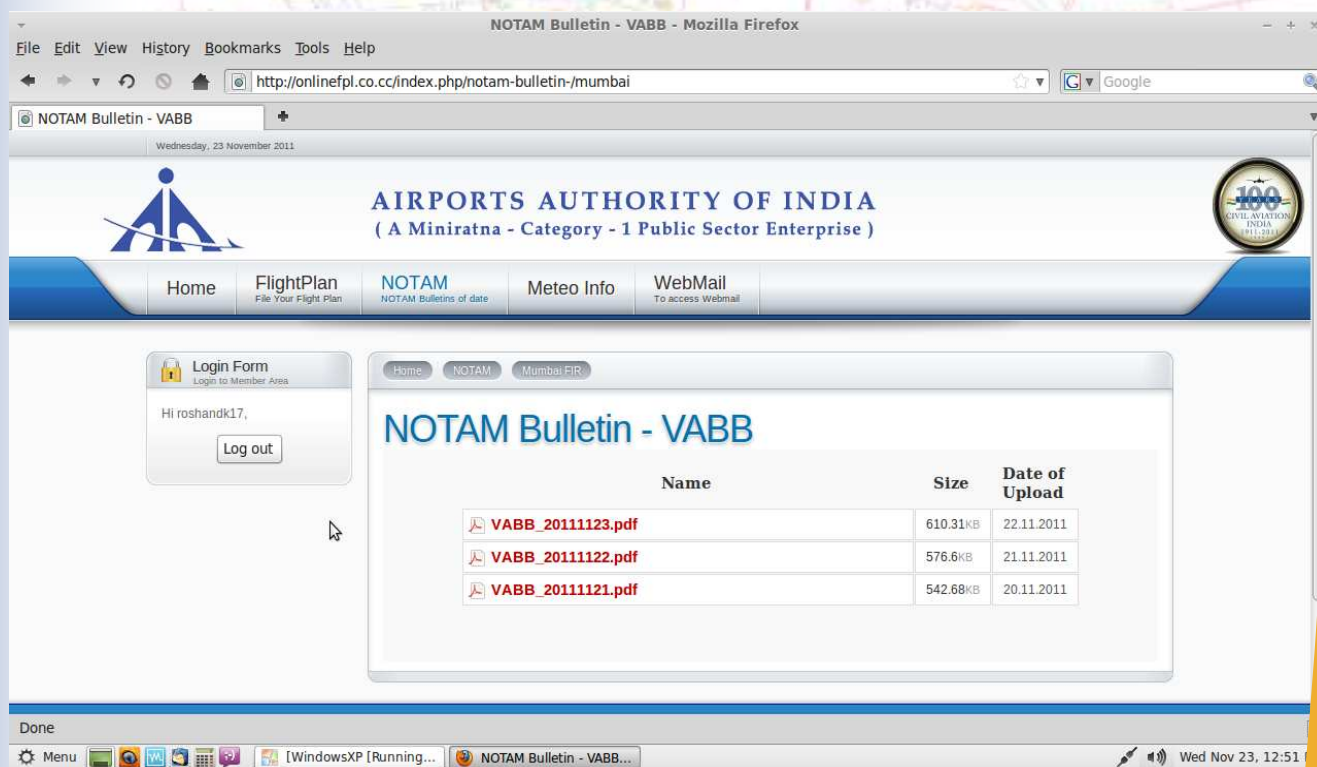 NOTAM Bulletin - VABB - Mozilla Firefox
File Edit View History Bookmarks Tools Help
http://onlinefpl.co.cc/index.php/notam-bulletin-/mumbai
Google
NOTAM Bulletin - VABB
Wednesday, 23 November 2011
AIRPORTS AUTHORITY OF INDIA
( A Miniratna - Category - 1 Public Sector Enterprise )
100
YEARS
CIVIL AVIATION
INDIA
1911-2011
Home FlightPlan NOTAM Meteo Info WebMail
File Your Flight Plan NOTAM Bulletins of date To access Webmail
Login Form
Login to Member Area
Hi roshandk17,
Log out
Home NOTAM Mumbai FIR
NOTAM Bulletin - VABB
Name Size Date of
Upload
VABB_20111123.pdf 610.31KB 22.11.2011
VABB_20111122.pdf 576.6KB 21.11.2011
VABB_20111121.pdf 542.68KB 20.11.2011
Done
Menu [WindowsXP [Running... NOTAM Bulletin - VABB... Wed Nov 23, 12:51